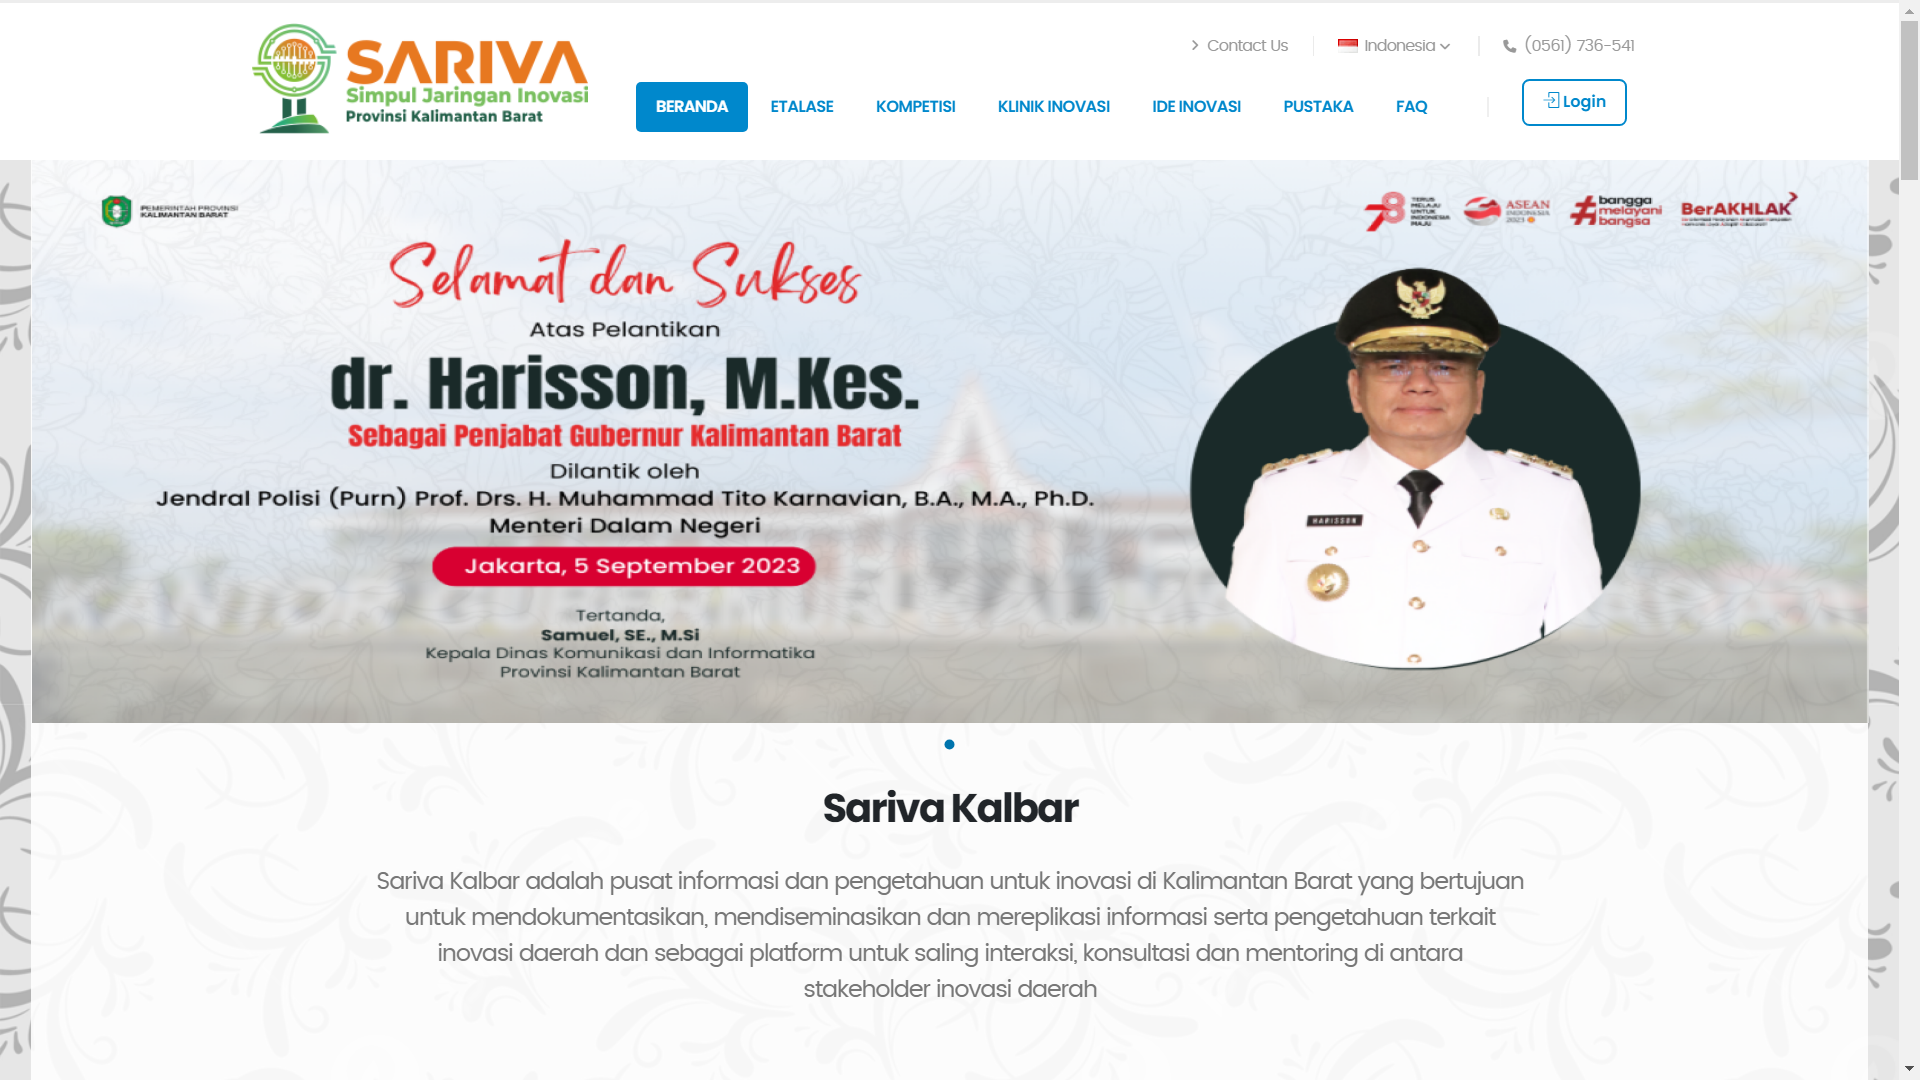 SARIVA
Simpul Jaringan Inovasi
Provinsi Kalimantan Barat
Contact Us
Indonesia
(0561) 736-541
BERANDA
ETALASE
KOMPETISI
KLINIK INOVASI
IDE INOVASI
PUSTAKA
FAQ
Login
PEMERINTAH PROVINSI
KALIMANTAN BARAT
78
TERUS
MELAJU
UNTUK
INDONESIA
MAJU
ASEAN
INDONESIA
2023
#bangga
melayani
bangsa
BerAKHLAK
Selamat dan Sukses
Atas Pelantikan
dr. Harisson, M.Kes.
Sebagai Penjabat Gubernur Kalimantan Barat
Dilantik oleh
Jendral Polisi (Purn) Prof. Drs. H. Muhammad Tito Karnavian, B.A., M.A., Ph.D.
Menteri Dalam Negeri
Jakarta, 5 September 2023
Tertanda,
Samuel, SE., M.Si
Kepala Dinas Komunikasi dan Informatika
Provinsi Kalimantan Barat
HARISSON
Sariva Kalbar
Sariva Kalbar adalah pusat informasi dan pengetahuan untuk inovasi di Kalimantan Barat yang bertujuan
untuk mendokumentasikan, mendiseminasikan dan mereplikasi informasi serta pengetahuan terkait
inovasi daerah dan sebagai platform untuk saling interaksi, konsultasi dan mentoring di antara
stakeholder inovasi daerah